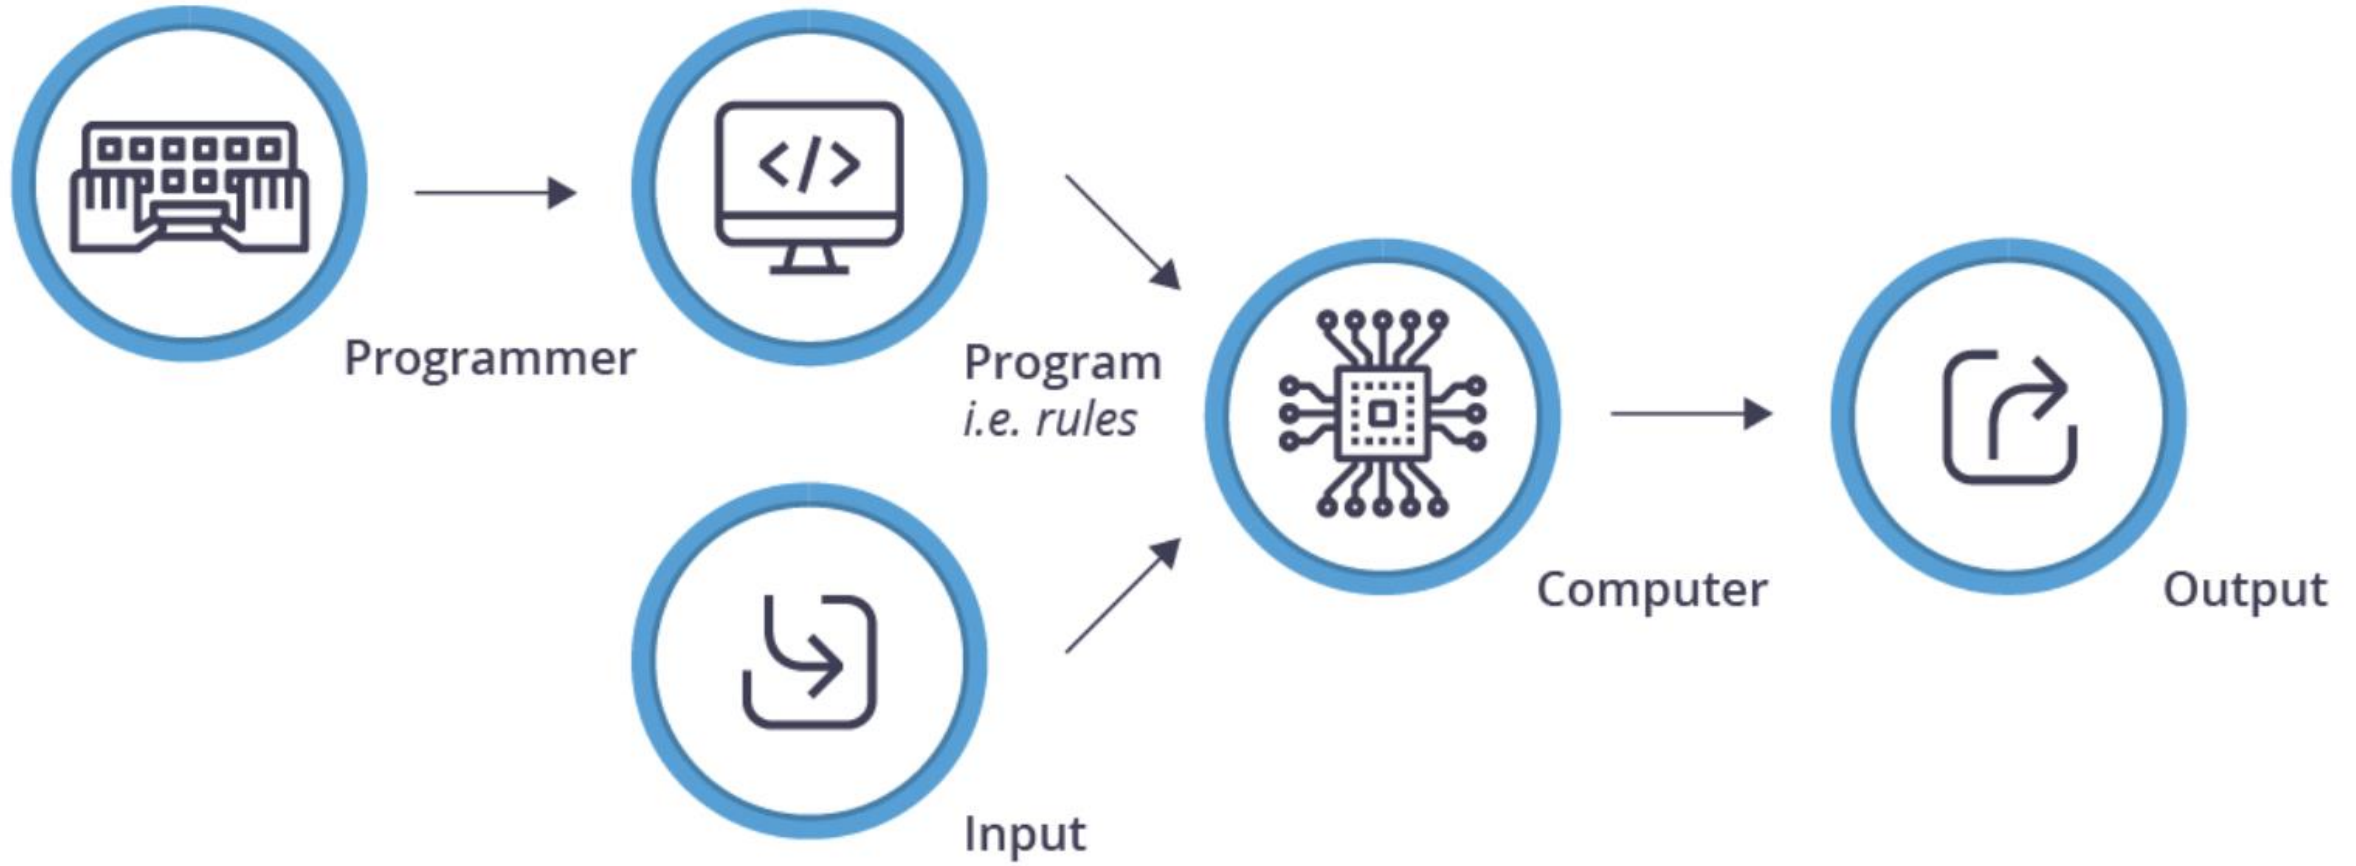 </>
Programmer
Program
i.e. rules
Computer
Output
Input